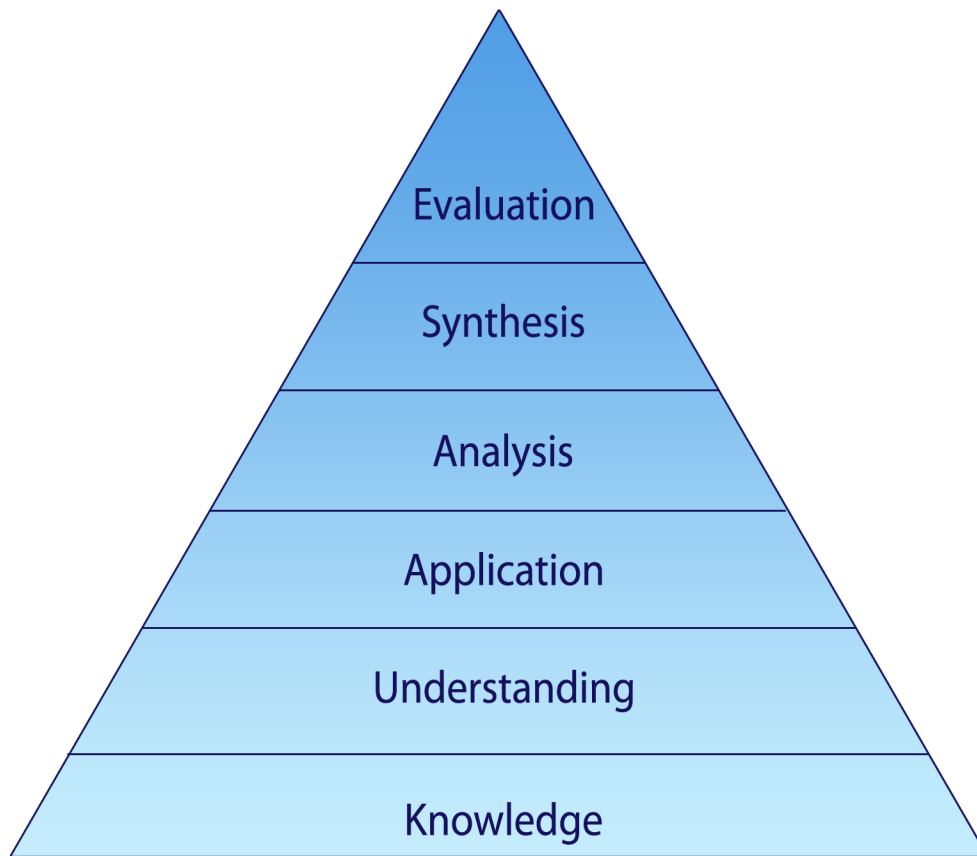 Evaluation
Synthesis
Analysis
Application
Understanding
Knowledge